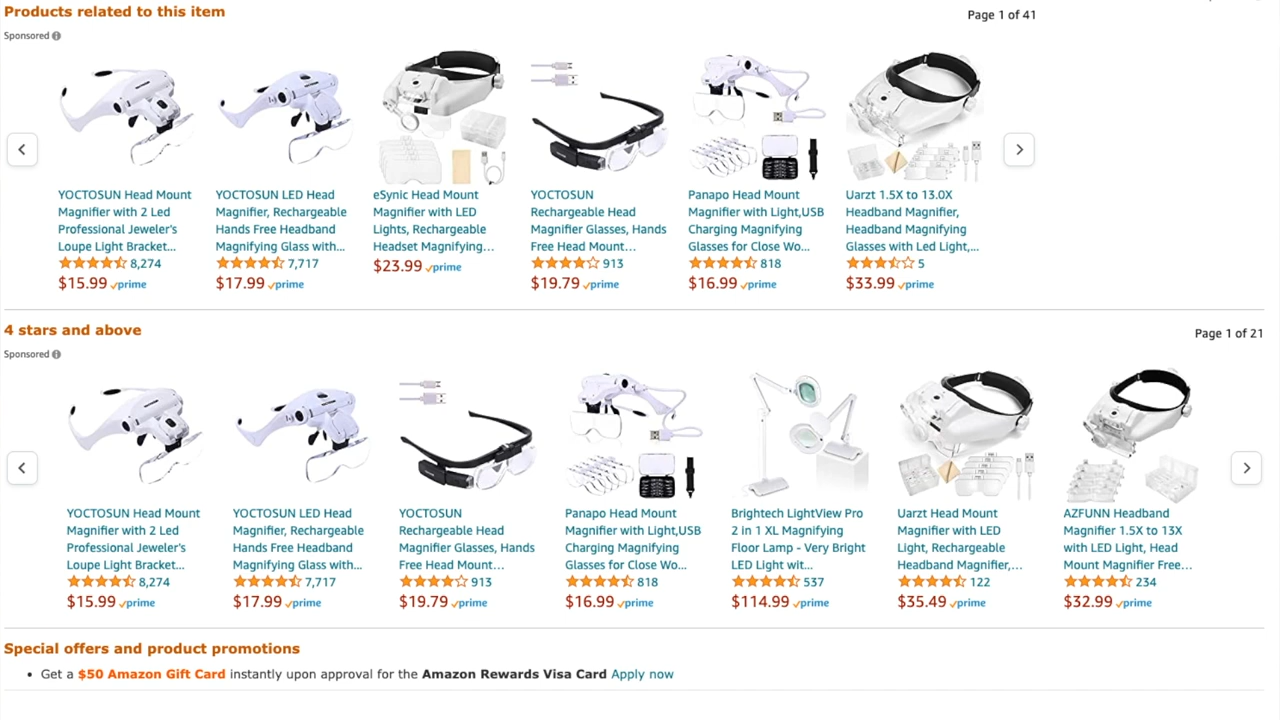 Products related to this item
Page 1 of 41
Sponsored
YOCTOSUN Head Mount
Magnifier with 2 Led
Professional Jeweler's
Loupe Light Bracket...
8,274
$15.99 prime
YOCTOSUN LED Head
Magnifier, Rechargeable
Hands Free Headband
Magnifying Glass with...
7,717
$17.99 prime
eSynic Head Mount
Magnifier with LED
Lights, Rechargeable
Headset Magnifying...
$23.99 prime
YOCTOSUN
Rechargeable Head
Magnifier Glasses, Hands
Free Head Mount...
913
$19.79 prime
Panapo Head Mount
Magnifier with Light,USB
Charging Magnifying
Glasses for Close Wo...
818
$16.99 prime
Uarzt 1.5X to 13.0X
Headband Magnifier,
Headband Magnifying
Glasses with Led Light,...
5
$33.99 prime
4 stars and above
Page 1 of 21
Sponsored
YOCTOSUN Head Mount
Magnifier with 2 Led
Professional Jeweler's
Loupe Light Bracket...
8,274
$15.99 prime
YOCTOSUN LED Head
Magnifier, Rechargeable
Hands Free Headband
Magnifying Glass with...
7,717
$17.99 prime
YOCTOSUN
Rechargeable Head
Magnifier Glasses, Hands
Free Head Mount...
913
$19.79 prime
Panapo Head Mount
Magnifier with Light,USB
Charging Magnifying
Glasses for Close Wo...
818
$16.99 prime
Brightech LightView Pro
2 in 1 XL Magnifying
Floor Lamp - Very Bright
LED Light wit...
537
$114.99 prime
Uarzt Head Mount
Magnifier with LED
Light, Rechargeable
Headband Magnifier,...
122
$35.49 prime
AZFUNN Headband
Magnifier 1.5X to 13X
with LED Light, Head
Mount Magnifier Free...
234
$32.99 prime
Special offers and product promotions
• Get a $50 Amazon Gift Card instantly upon approval for the Amazon Rewards Visa Card Apply now